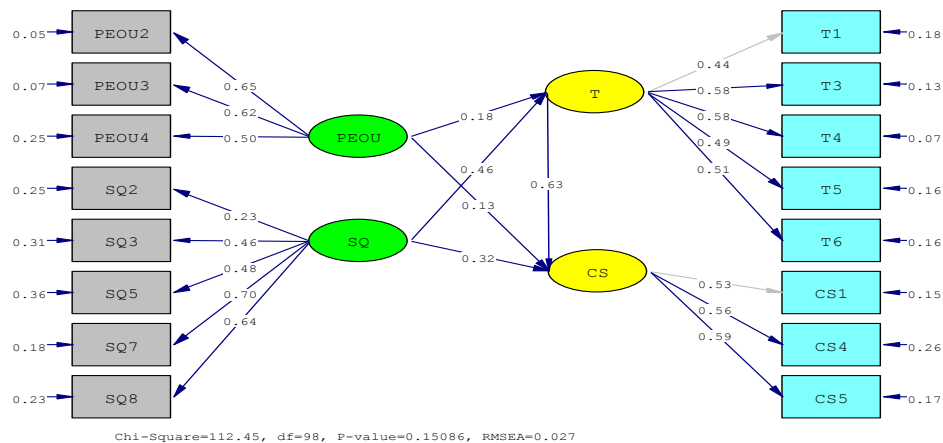 0.05 PEOU2
0.07 PEOU3
0.25 PEOU4
0.25 SQ2
0.31 SQ3
0.36 SQ5
0.18 SQ7
0.23 SQ8
0.65
0.62
0.50
0.23
0.46
0.48
0.70
0.64
PEOU
SQ
0.18
0.46
0.13
0.32
0.63
T
CS
0.44
0.58
0.58
0.49
0.51
0.53
0.56
0.59
T1 0.18
T3 0.13
T4 0.07
T5 0.16
T6 0.16
CS1 0.15
CS4 0.26
CS5 0.17
Chi-Square=112.45, df=98, P-value=0.15086, RMSEA=0.027